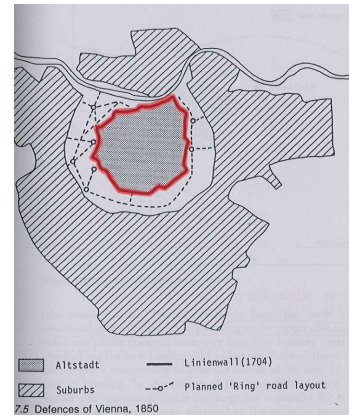 Altstadt
Linienwall (1704)
Suburbs
Planned 'Ring' road layout
7.5 Defences of Vienna, 1850